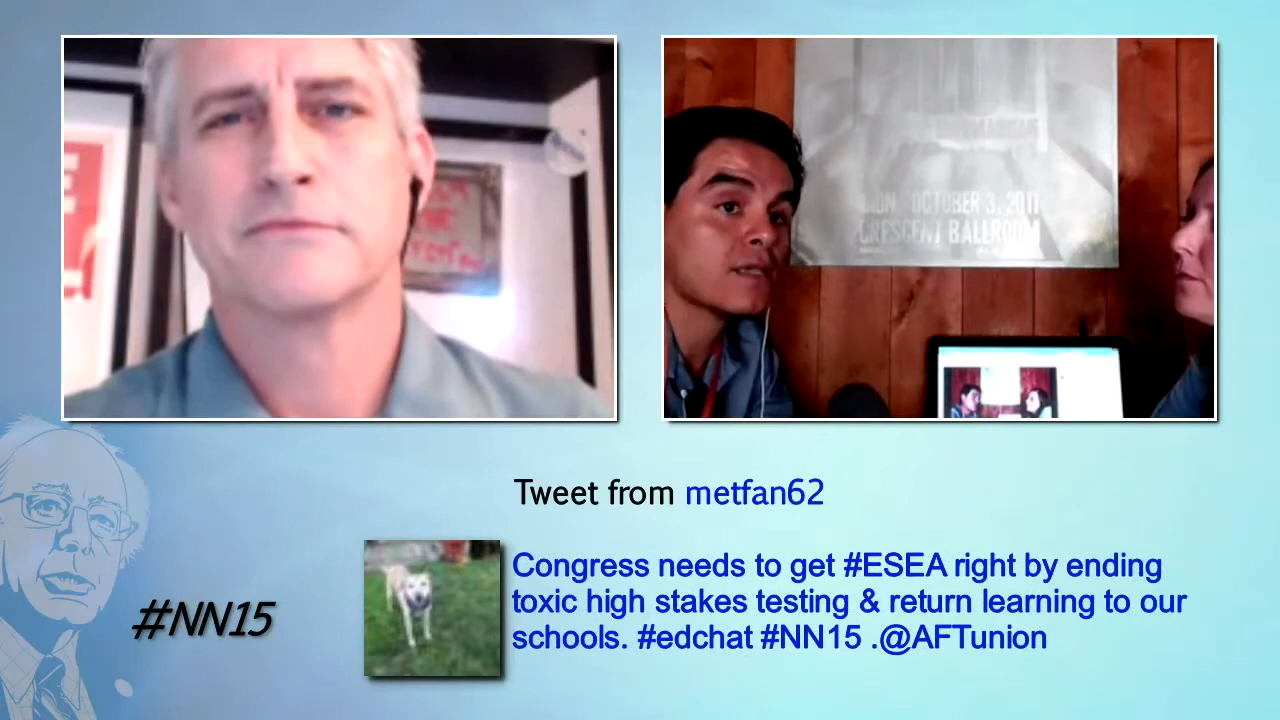 MON OCTOBER 3, 2011
CRESCENT BALLROOM
Tweet from metfan62
Congress needs to get #ESEA right by ending
toxic high stakes testing & return learning to our
schools. #edchat #NN15 .@AFTunion
#NN15